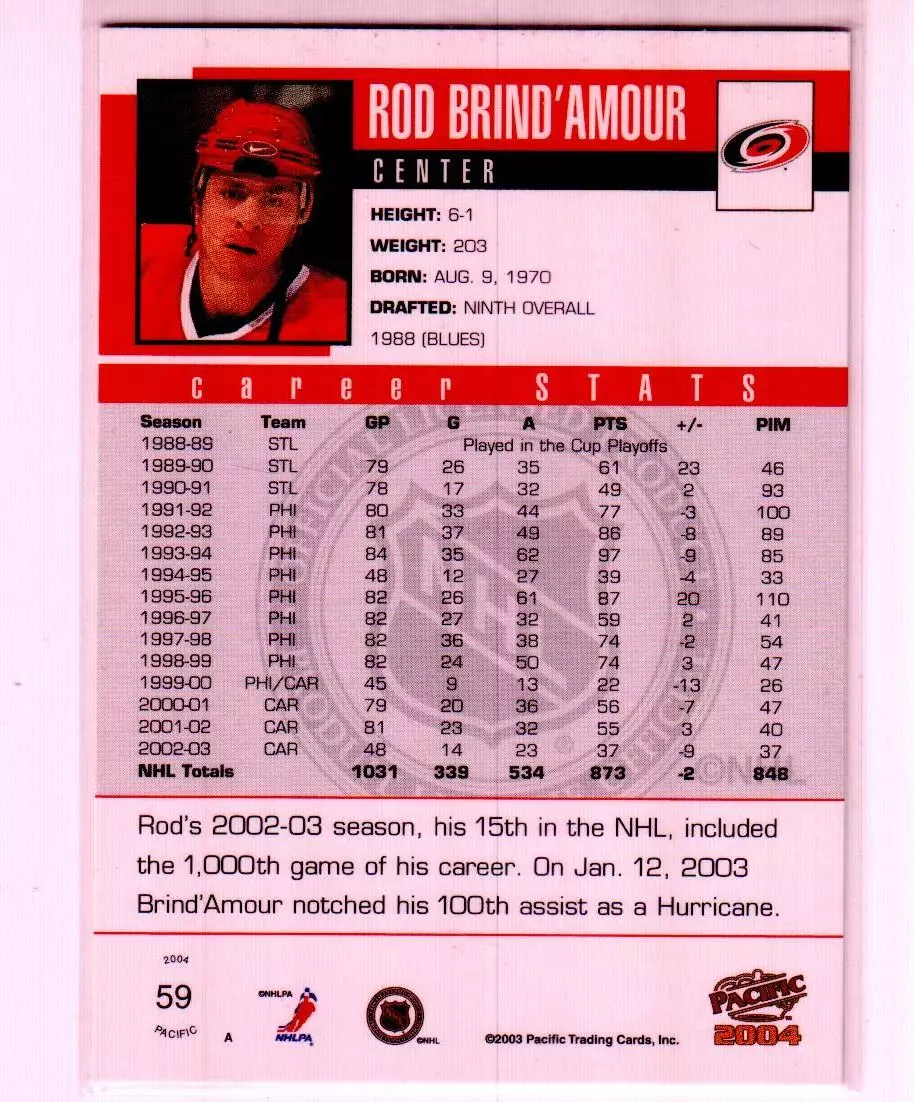 ROD BRIND'AMOUR
CENTER
HEIGHT: 6-1
WEIGHT: 203
BORN: AUG. 9, 1970
DRAFTED: NINTH OVERALL
1988 (BLUES)
career STATS
Season Team GP G A PTS +/- PIM
1988-89 STL Played in the Cup Playoffs
1989-90 STL 79 26 35 61 23 46
1990-91 STL 78 17 32 49 2 93
1991-92 PHI 80 33 44 77 -3 100
1992-93 PHI 81 37 49 86 -8 89
1993-94 PHI 84 35 62 97 -9 85
1994-95 PHI 48 12 27 39 -4 33
1995-96 PHI 82 26 61 87 20 110
1996-97 PHI 82 27 32 59 2 41
1997-98 PHI 82 36 38 74 -2 54
1998-99 PHI 82 24 50 74 3 47
1999-00 PHI/CAR 45 9 13 22 -13 26
2000-01 CAR 79 20 36 56 -7 47
2001-02 CAR 81 23 32 55 3 40
2002-03 CAR 48 14 23 37 -9 37
NHL Totals 1031 339 534 873 -2 848
©NHL
Rod's 2002-03 season, his 15th in the NHL, included
the 1,000th game of his career. On Jan. 12, 2003
Brind'Amour notched his 100th assist as a Hurricane.
2004
59
PACIFIC
A
©NHLPA
NHLPA
NHL
©NHL
©2003 Pacific Trading Cards, Inc.
PACIFIC
2004